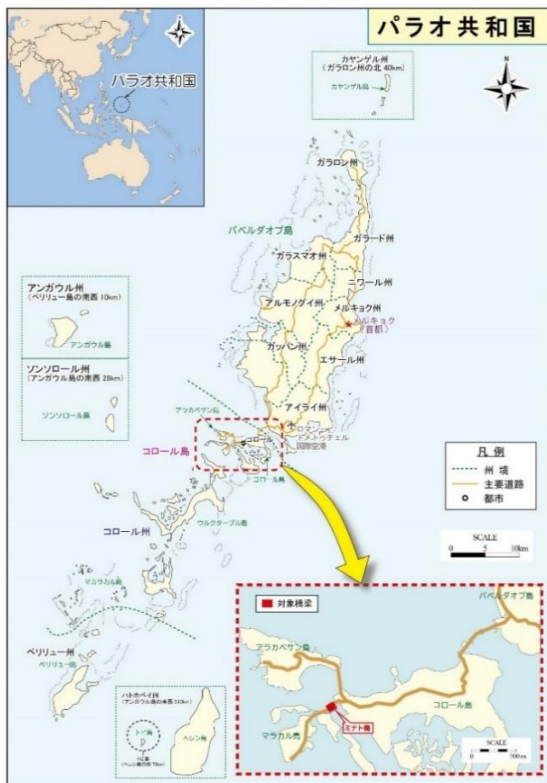 パラオ共和国
パラオ共和国
カヤンゲル州
(ガラロン州の北 40km)
カヤンゲル島
N
ガラロン州
バベルダオブ島
ガラード州
ガラスマオ州
ニワール州
アルモノグイ州
メルキョク州
メルキョク
(首都)
ガッパン州
エサール州
アイライ州
アンガウル州
(ペリリュー島の南西 10km)
アンガウル島
ソンソロール州
(アンガウル島の南西 28km)
ソンソロール島
アラカベサン島
コロール
コロール島
コロール島
国際空港
凡 例
州 境
主要道路
都市
SCALE
0 5 10km
コロール州
ウルクターブル島
マカラカル島
ペリリュー州
ペリリュー島
ハトホベイ州
トビ島
ヘレン島
対象橋梁
バベルダオブ島
アラカベサン島
コロール島
マラカル島
ミナト橋
SCALE
0 500m